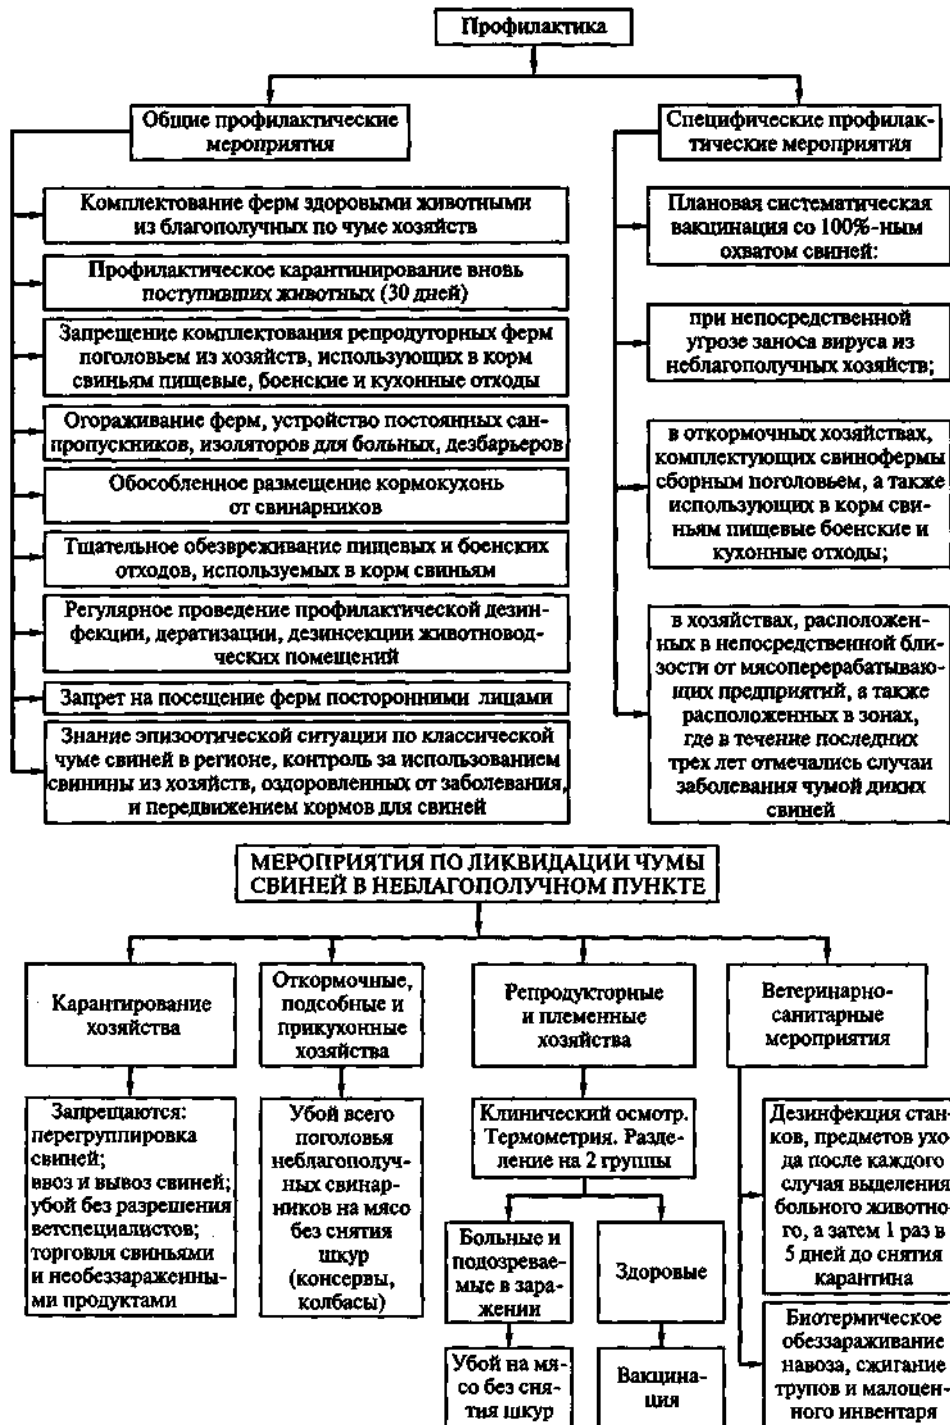 Профилактика
Общие профилактические
мероприятия
Комплектование ферм здоровыми животными
из благополучных по чуме хозяйств
Профилактическое карантинирование вновь
поступивших животных (30 дней)
Запрещение комплектования репродуторных ферм
поголовьем из хозяйств, использующих в корм
свиньям пищевые, боенские и кухонные отходы
Огораживание ферм, устройство постоянных сан-
пропускников, изоляторов для больных, дезбарьеров
Обособленное размещение кормокухонь
от свинарников
Тщательное обезвреживание пищевых и боенских
отходов, используемых в корм свиньям
Регулярное проведение профилактической дезин-
фекции, дератизации, дезинсекции животновод-
ческих помещений
Запрет на посещение ферм посторонними лицами
Знание эпизоотической ситуации по классической
чуме свиней в регионе, контроль за использованием
свинины из хозяйств, оздоровленных от заболевания,
и передвижением кормов для свиней
Специфические профилак-
тические мероприятия
Плановая систематическая
вакцинация со 100%-ным
охватом свиней:
при непосредственной
угрозе заноса вируса из
неблагополучных хозяйств;
в откормочных хозяйствах,
комплектующих свинофермы
сборным поголовьем, а также
использующих в корм сви-
ньям пищевые боенские и
кухонные отходы;
в хозяйствах, расположен-
ных в непосредственной бли-
зости от мясоперерабатываю-
щих предприятий, а также
расположенных в зонах,
где в течение последних
трех лет отмечались случаи
заболевания чумой диких
свиней
МЕРОПРИЯТИЯ ПО ЛИКВИДАЦИИ ЧУМЫ
СВИНЕЙ В НЕБЛАГОПОЛУЧНОМ ПУНКТЕ
Карантирование
хозяйства
Запрещаются:
перегруппировка
свиней;
ввоз и вывоз свиней;
убой без разрешения
ветспециалистов;
торговля свиньями
и необеззараженны-
ми продуктами
Откормочные,
подсобные и
прикухонные
хозяйства
Убой всего
поголовья
неблагополуч-
ных свинар-
ников на мясо
без снятия
шкур
(консервы,
колбасы)
Репродукторные
и племенные
хозяйства
Клинический осмотр.
Термометрия. Разде-
ление на 2 группы
Больные и
подозревае-
мые в зара-
жении
Убой на мя-
со без сня-
тия шкур
Здоровые
Вакцина-
ция
Ветеринарно-
санитарные
мероприятия
Дезинфекция стан-
ков, предметов ухо-
да после каждого
случая выделения
больного животно-
го, а затем 1 раз в
5 дней до снятия
карантина
Биотермическое
обеззараживание
навоза, сжигание
трупов и малоцен-
ного инвентаря